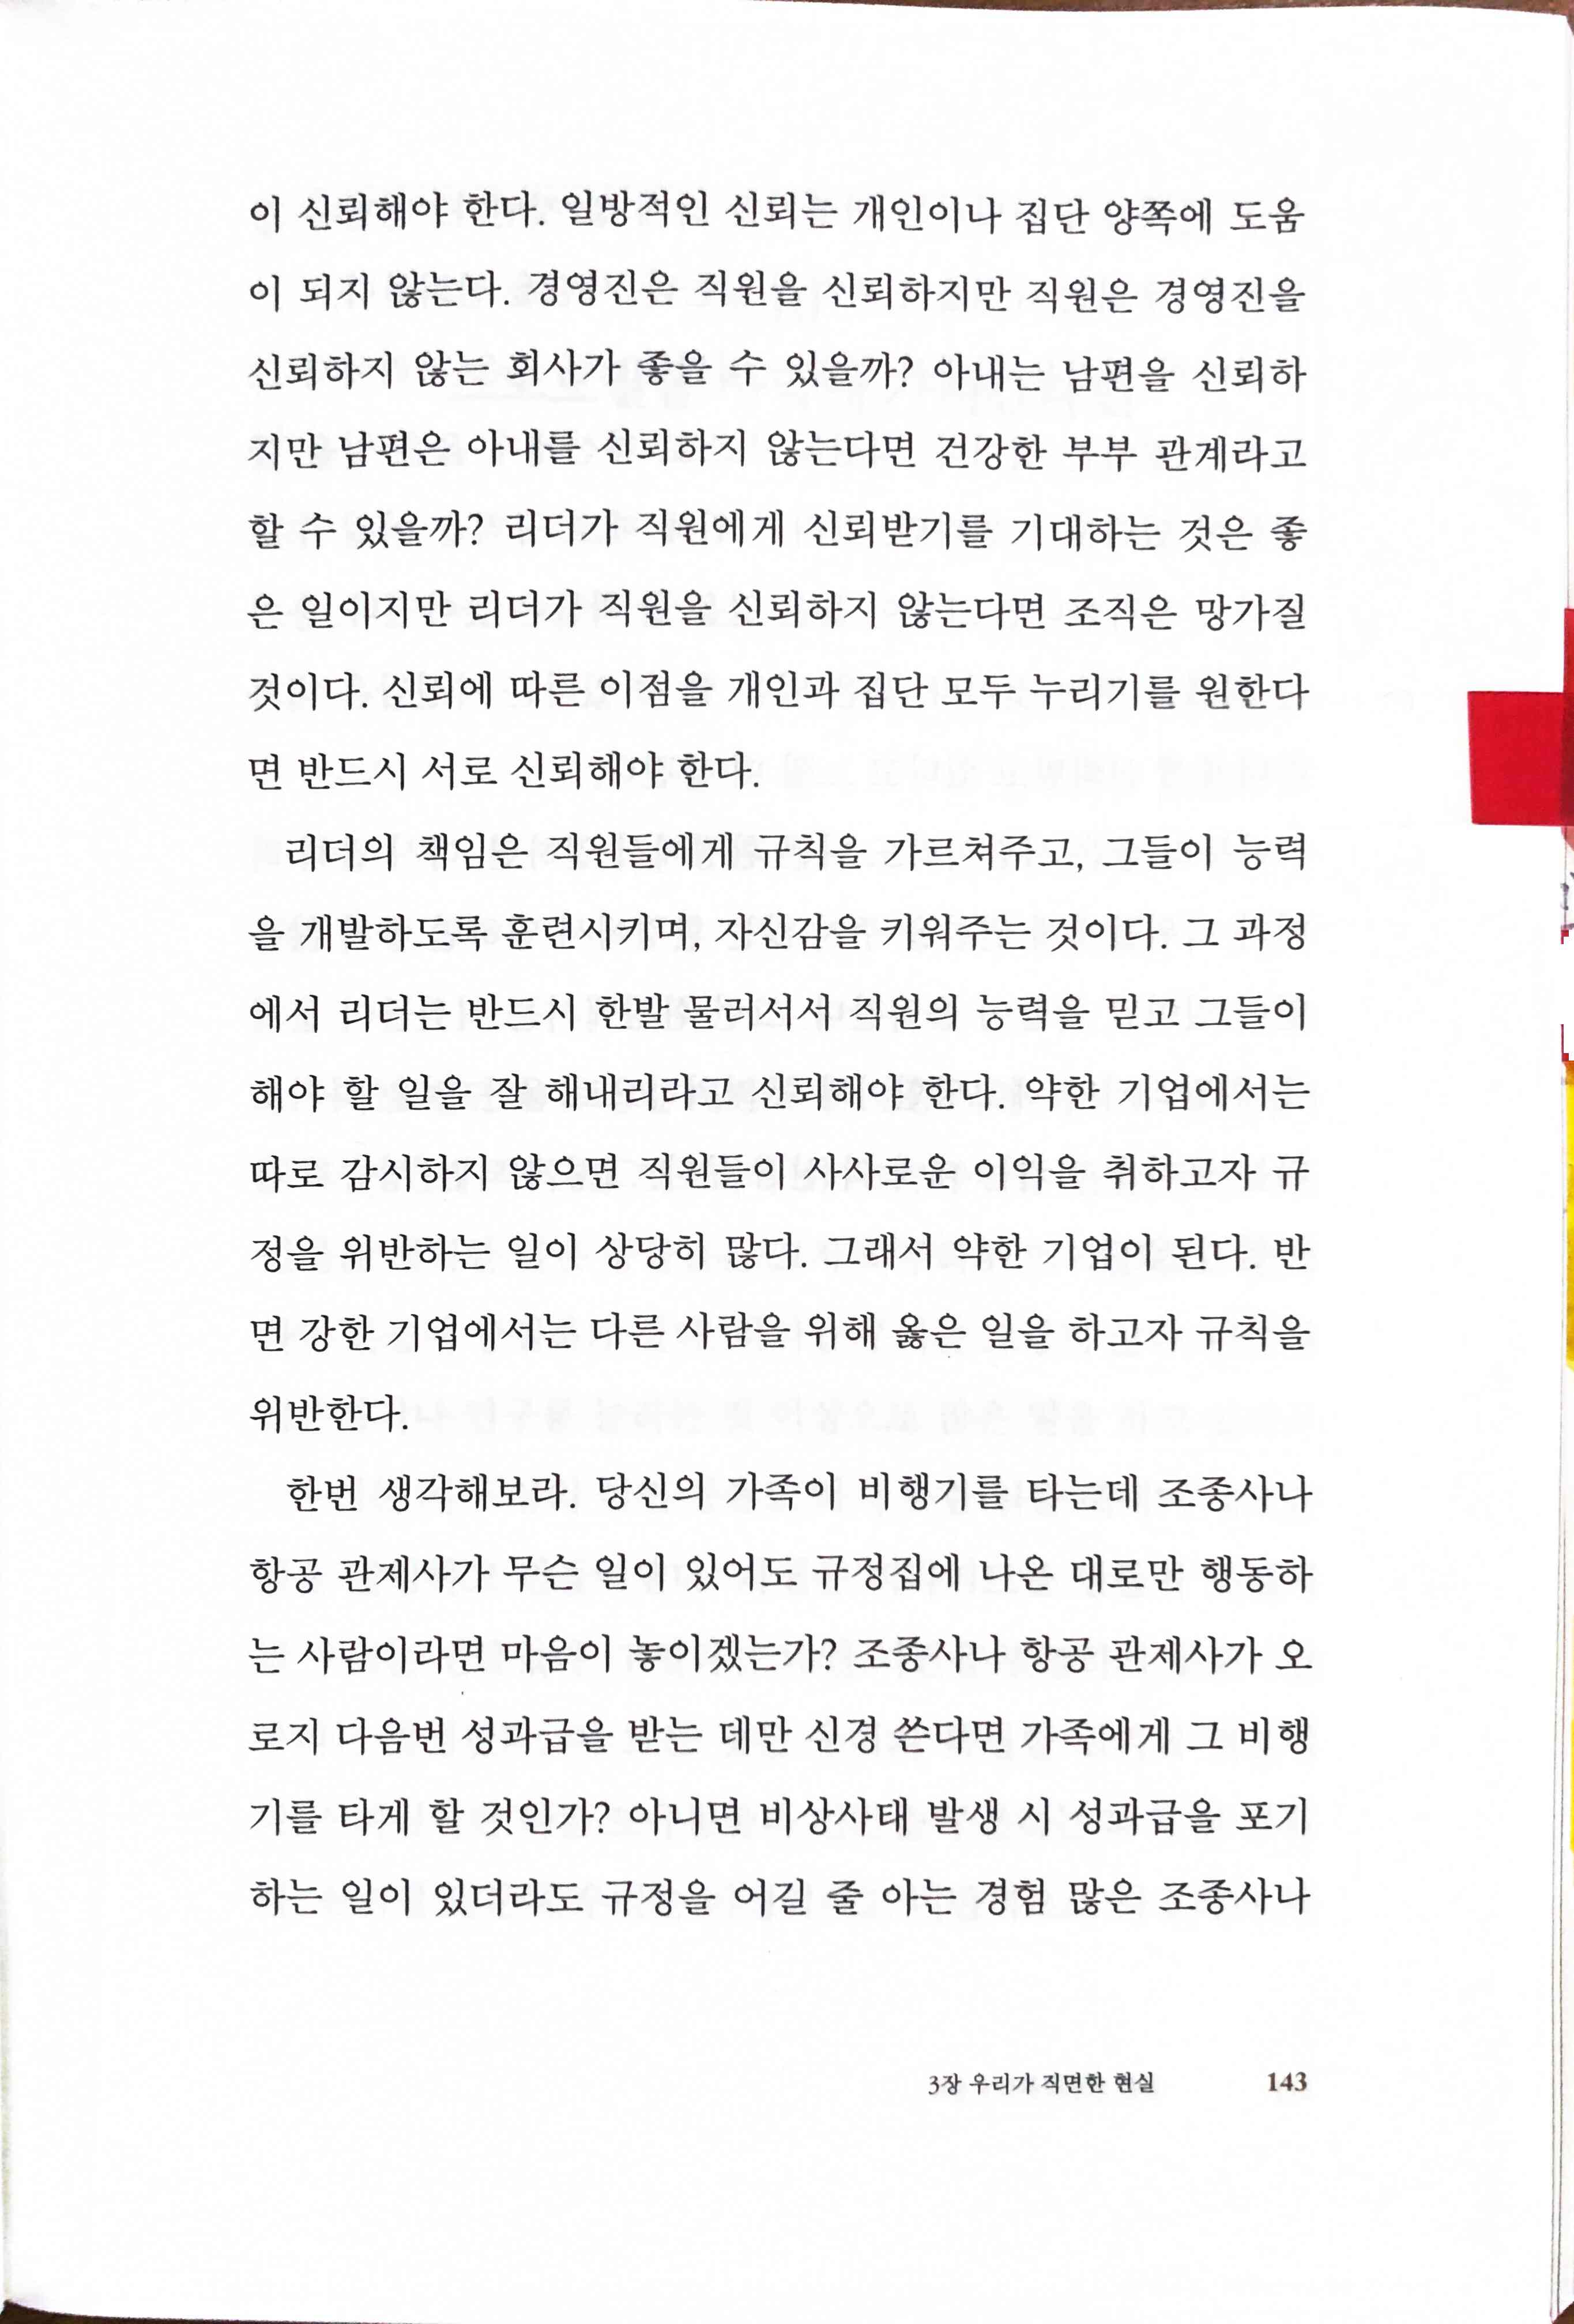 이 신뢰해야 한다. 일방적인 신뢰는 개인이나 집단 양쪽에 도움
이 되지 않는다. 경영진은 직원을 신뢰하지만 직원은 경영진을
신뢰하지 않는 회사가 좋을 수 있을까? 아내는 남편을 신뢰하
지만 남편은 아내를 신뢰하지 않는다면 건강한 부부 관계라고
할 수 있을까? 리더가 직원에게 신뢰받기를 기대하는 것은 좋
은 일이지만 리더가 직원을 신뢰하지 않는다면 조직은 망가질
것이다. 신뢰에 따른 이점을 개인과 집단 모두 누리기를 원한다
면 반드시 서로 신뢰해야 한다.
리더의 책임은 직원들에게 규칙을 가르쳐주고, 그들이 능력
을 개발하도록 훈련시키며, 자신감을 키워주는 것이다. 그 과정
에서 리더는 반드시 한발 물러서서 직원의 능력을 믿고 그들이
해야 할 일을 잘 해내리라고 신뢰해야 한다. 약한 기업에서는
따로 감시하지 않으면 직원들이 사사로운 이익을 취하고자 규
정을 위반하는 일이 상당히 많다. 그래서 약한 기업이 된다. 반
면 강한 기업에서는 다른 사람을 위해 옳은 일을 하고자 규칙을
위반한다.
한번 생각해보라. 당신의 가족이 비행기를 타는데 조종사나
항공 관제사가 무슨 일이 있어도 규정집에 나온 대로만 행동하
는 사람이라면 마음이 놓이겠는가? 조종사나 항공 관제사가 오
로지 다음번 성과급을 받는 데만 신경 쓴다면 가족에게 그 비행
기를 타게 할 것인가? 아니면 비상사태 발생 시 성과급을 포기
하는 일이 있더라도 규정을 어길 줄 아는 경험 많은 조종사나
3장 우리가 직면한 현실 143